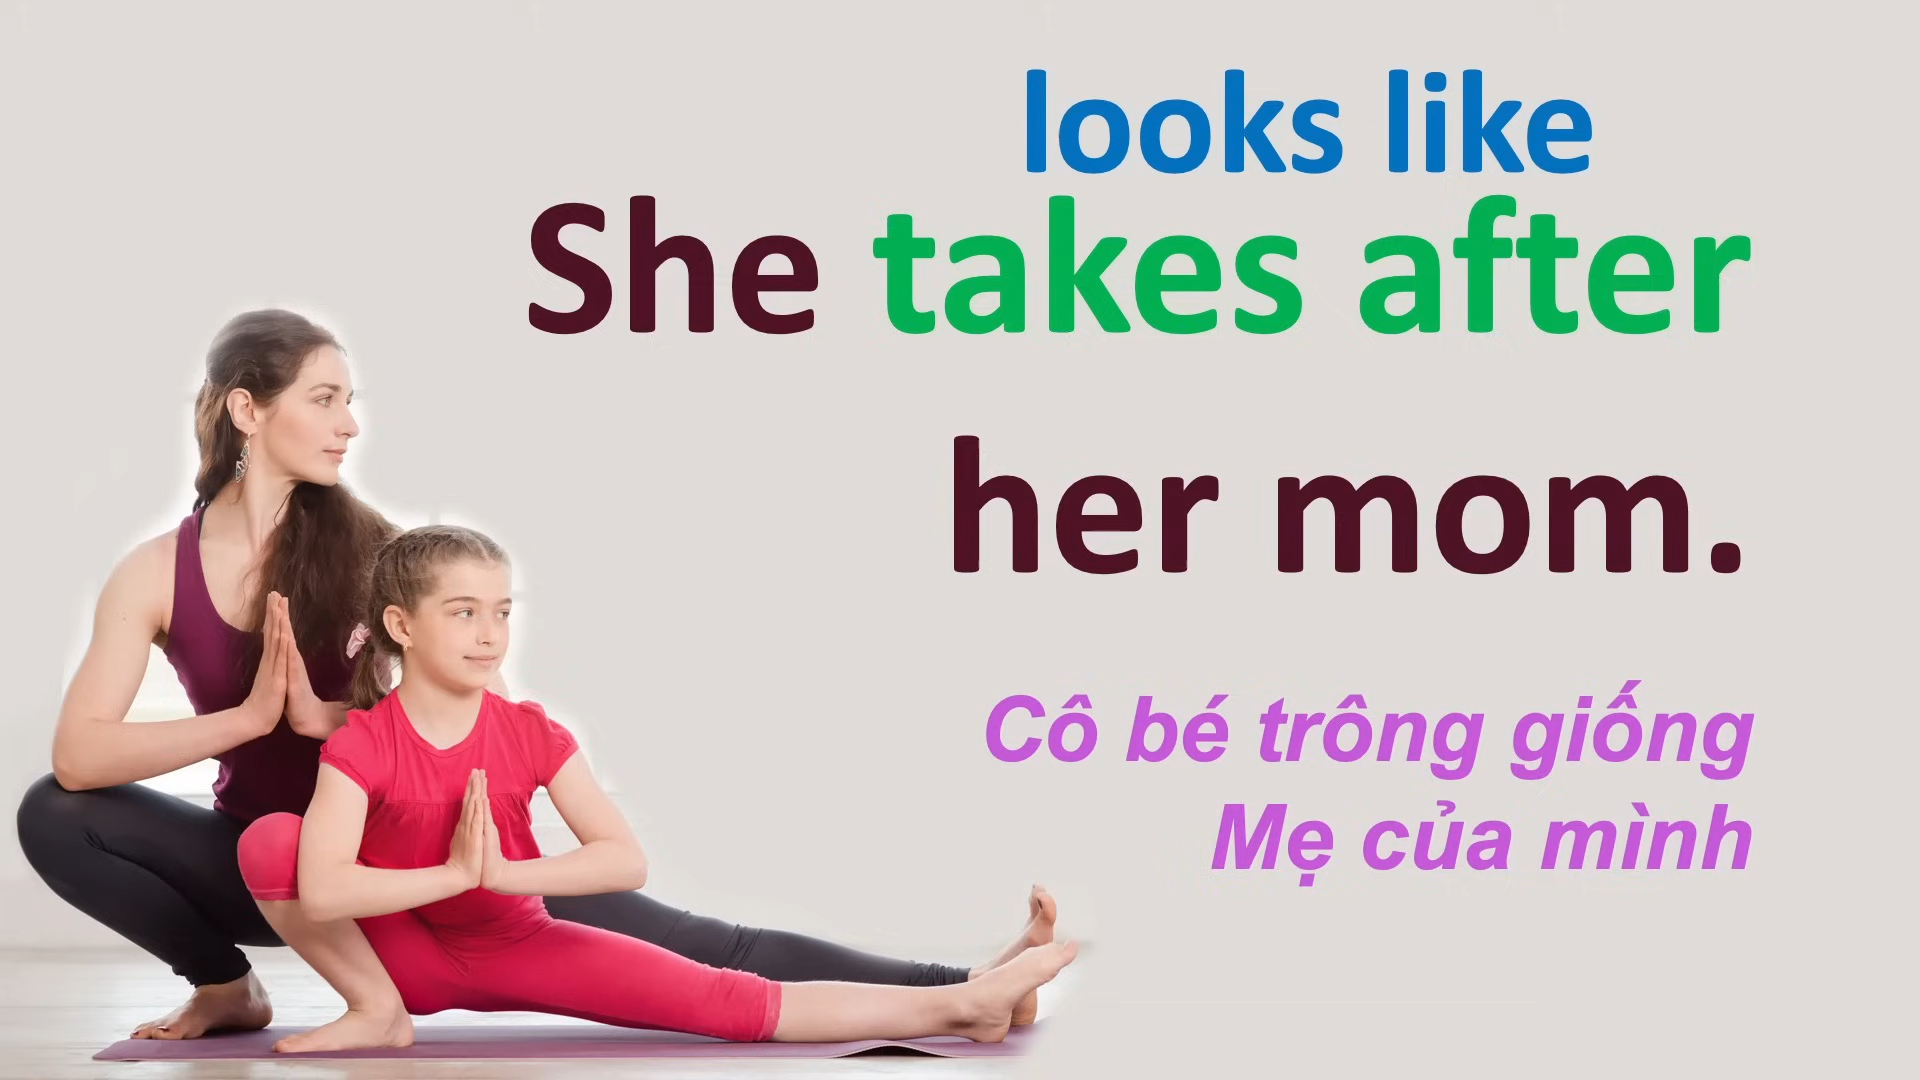 looks like
She takes after
her mom.
Cô bé trông giống
Mẹ của mình